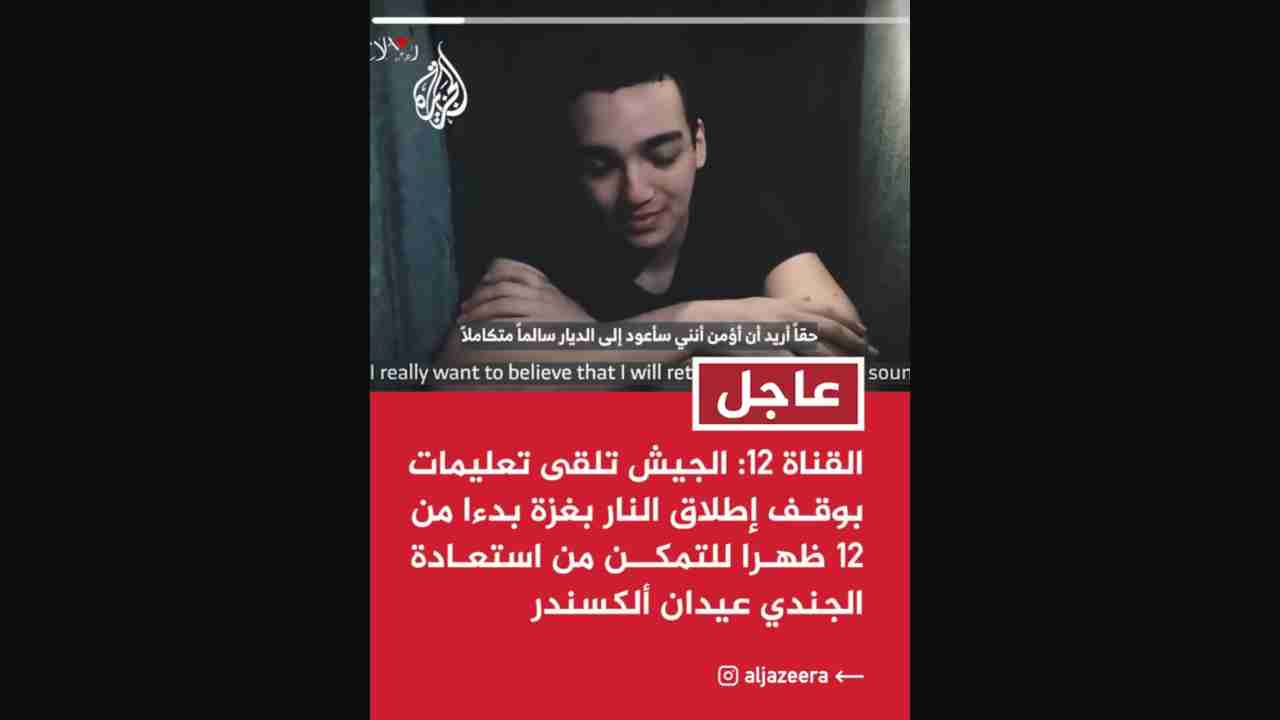 الجزيرة
حقاً أريد أن أؤمن أنني سأعود إلى الديار سالماً متكاملاً
I really want to believe that I will ret
عاجل
القناة 12: الجيش تلقى تعليمات
بوقف إطلاق النار بغزة بدءا من
12 ظهرا للتمكن من استعادة
الجندي عيدان ألكسندر
aljazeera